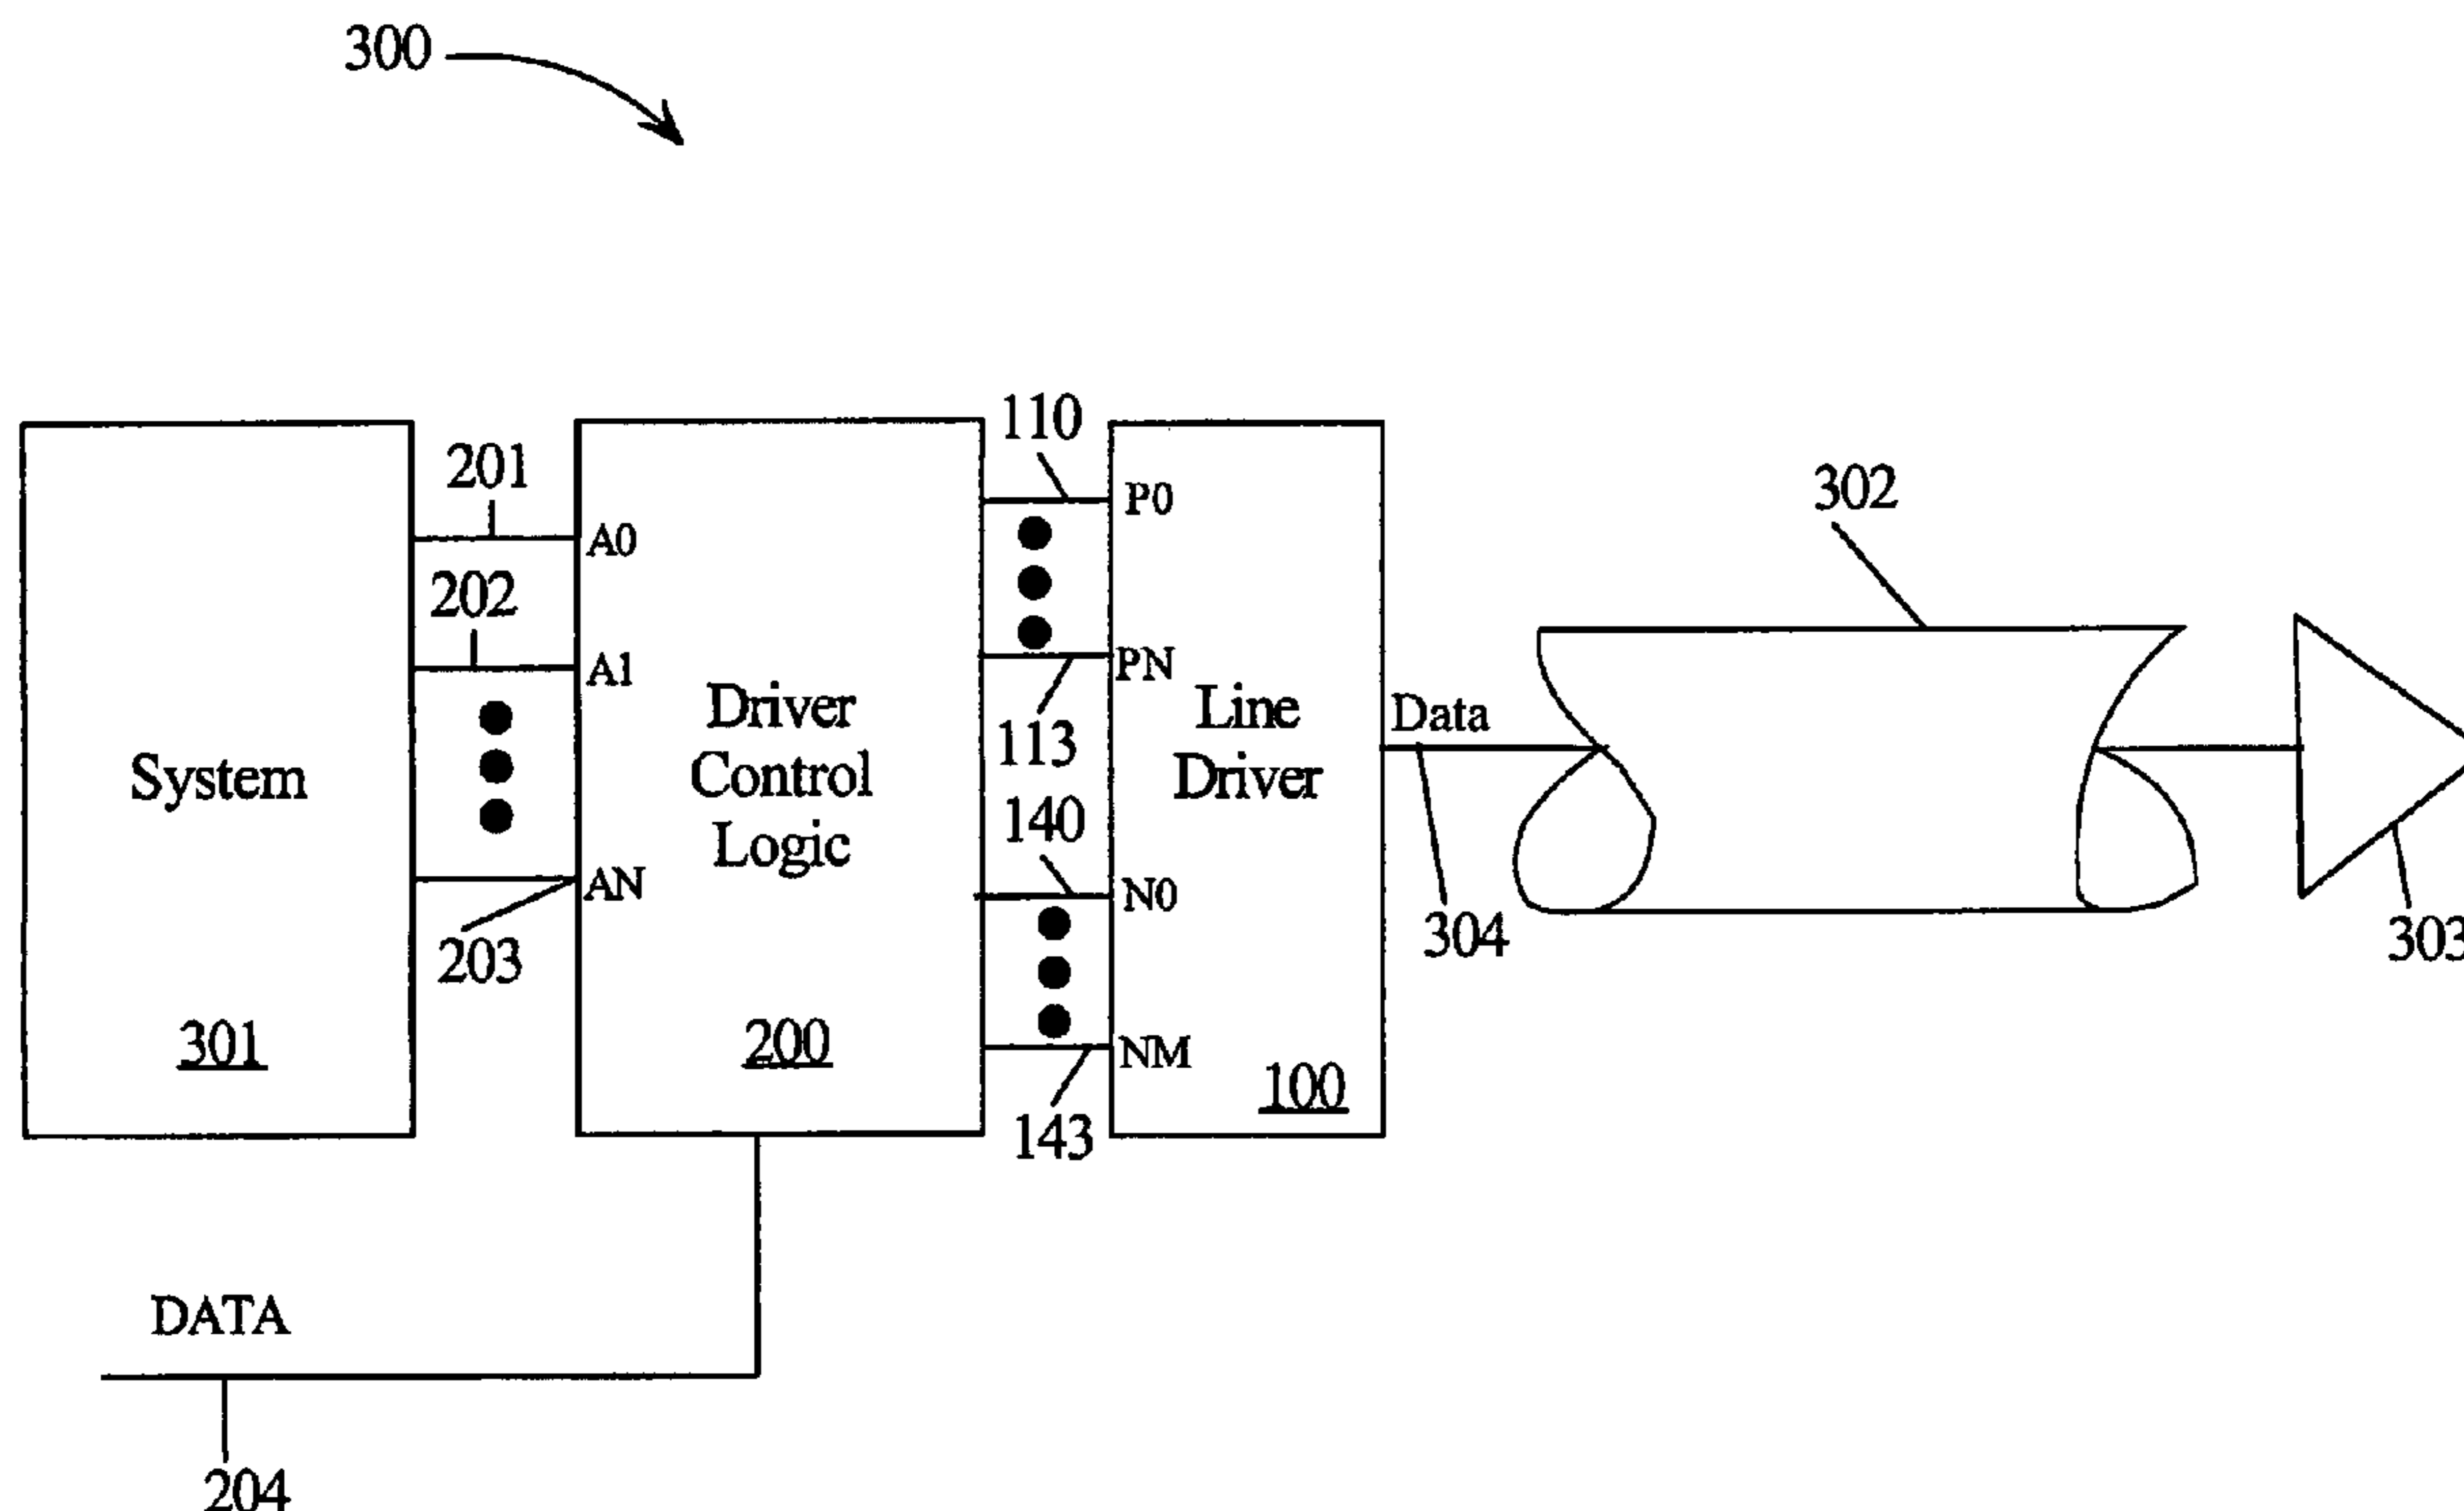 300
110
201
A0
P0
302
202
A1
PN
Driver
Control
Logic
113
Line
Driver
Data
System
140
AN
N0
203
304
303
301
200
NM
100
143
DATA
204